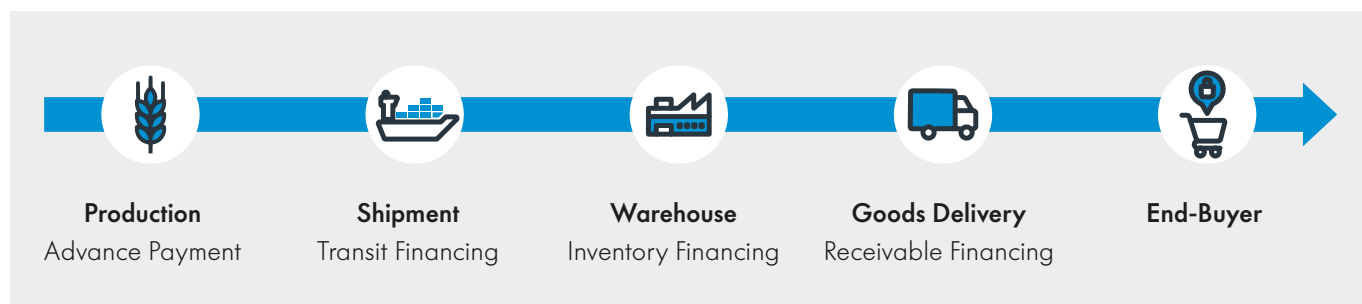 Production
Advance Payment
Shipment
Transit Financing
Warehouse
Inventory Financing
Goods Delivery
Receivable Financing
End-Buyer